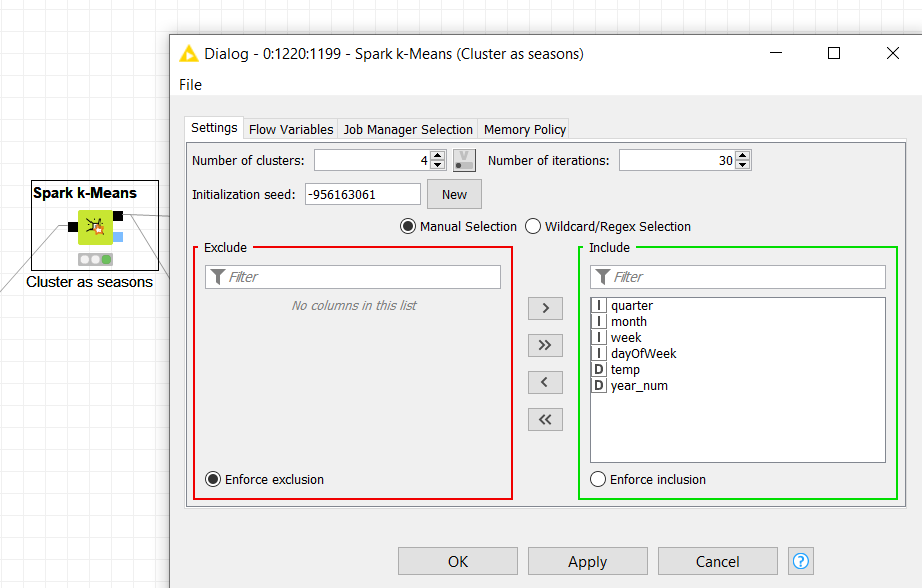 Dialog - 0:1220:1199 - Spark k-Means (Cluster as seasons)
File
Settings Flow Variables Job Manager Selection Memory Policy
Number of clusters: 4 V Number of iterations: 30
Initialization seed: -956163061 New
Manual Selection Wildcard/Regex Selection
Spark k-Means
Cluster as seasons
Exclude
Filter
No columns in this list
Enforce exclusion
>
>>
<
<<
Include
Filter
I quarter
I month
I week
I dayOfWeek
D temp
D year_num
Enforce inclusion
OK Apply Cancel ?